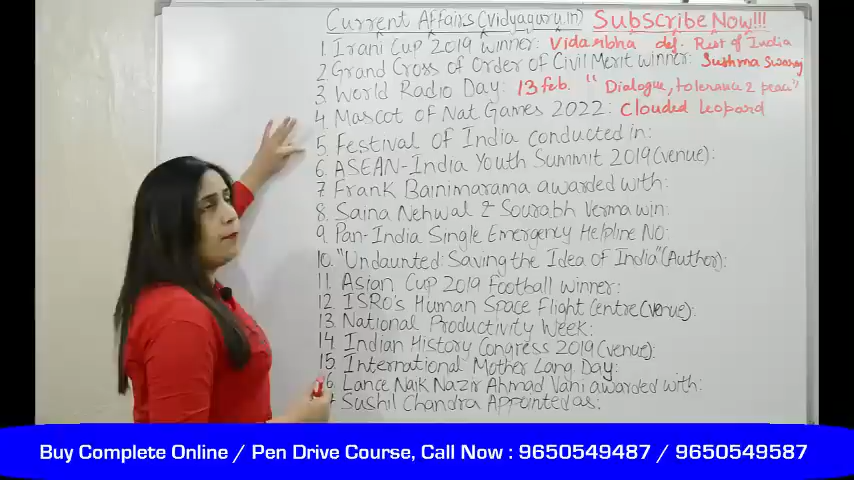 Current Affairs (Vidyaguru.in) Subscribe Now!!!
1. Irani Cup 2019 winner: Vidarbha def. Rest of India
2. Grand Cross of Order of Civil Merit winner: Sushma Swaraj
3. World Radio Day: 13 feb. "Dialogue, tolerance & peace"
4. Mascot of Nat Games 2022: Clouded leopard
5. Festival of India conducted in:
6. ASEAN-India Youth Summit 2019 (venue):
7. Frank Bainimarama awarded with:
8. Saina Nehwal & Sourabh Verma win:
9. Pan-India Single Emergency Helpline No:
10. "Undaunted: Saving the Idea of India" (Author):
11. Asian Cup 2019 Football winner:
12. ISRO's Human Space Flight Centre (venue):
13. National Productivity Week:
14. Indian History Congress 2019 (venue):
15. International Mother Lang Day:
6. Lance Naik Nazir Ahmad Vani awarded with:
Sushil Chandra Appointed as:
Buy Complete Online / Pen Drive Course, Call Now : 9650549487 / 9650549587